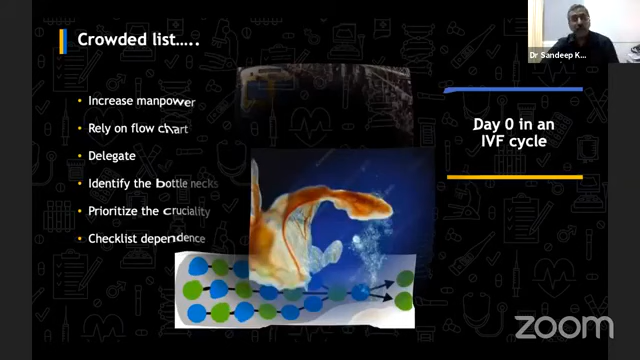 Crowded list.....
Dr Sandeep K...
Increase manpower
Rely on flow chart
Delegate
Identify the bottle necks
Prioritize the cruciality
Checklist dependence
Day 0 in an
IVF cycle
zoom